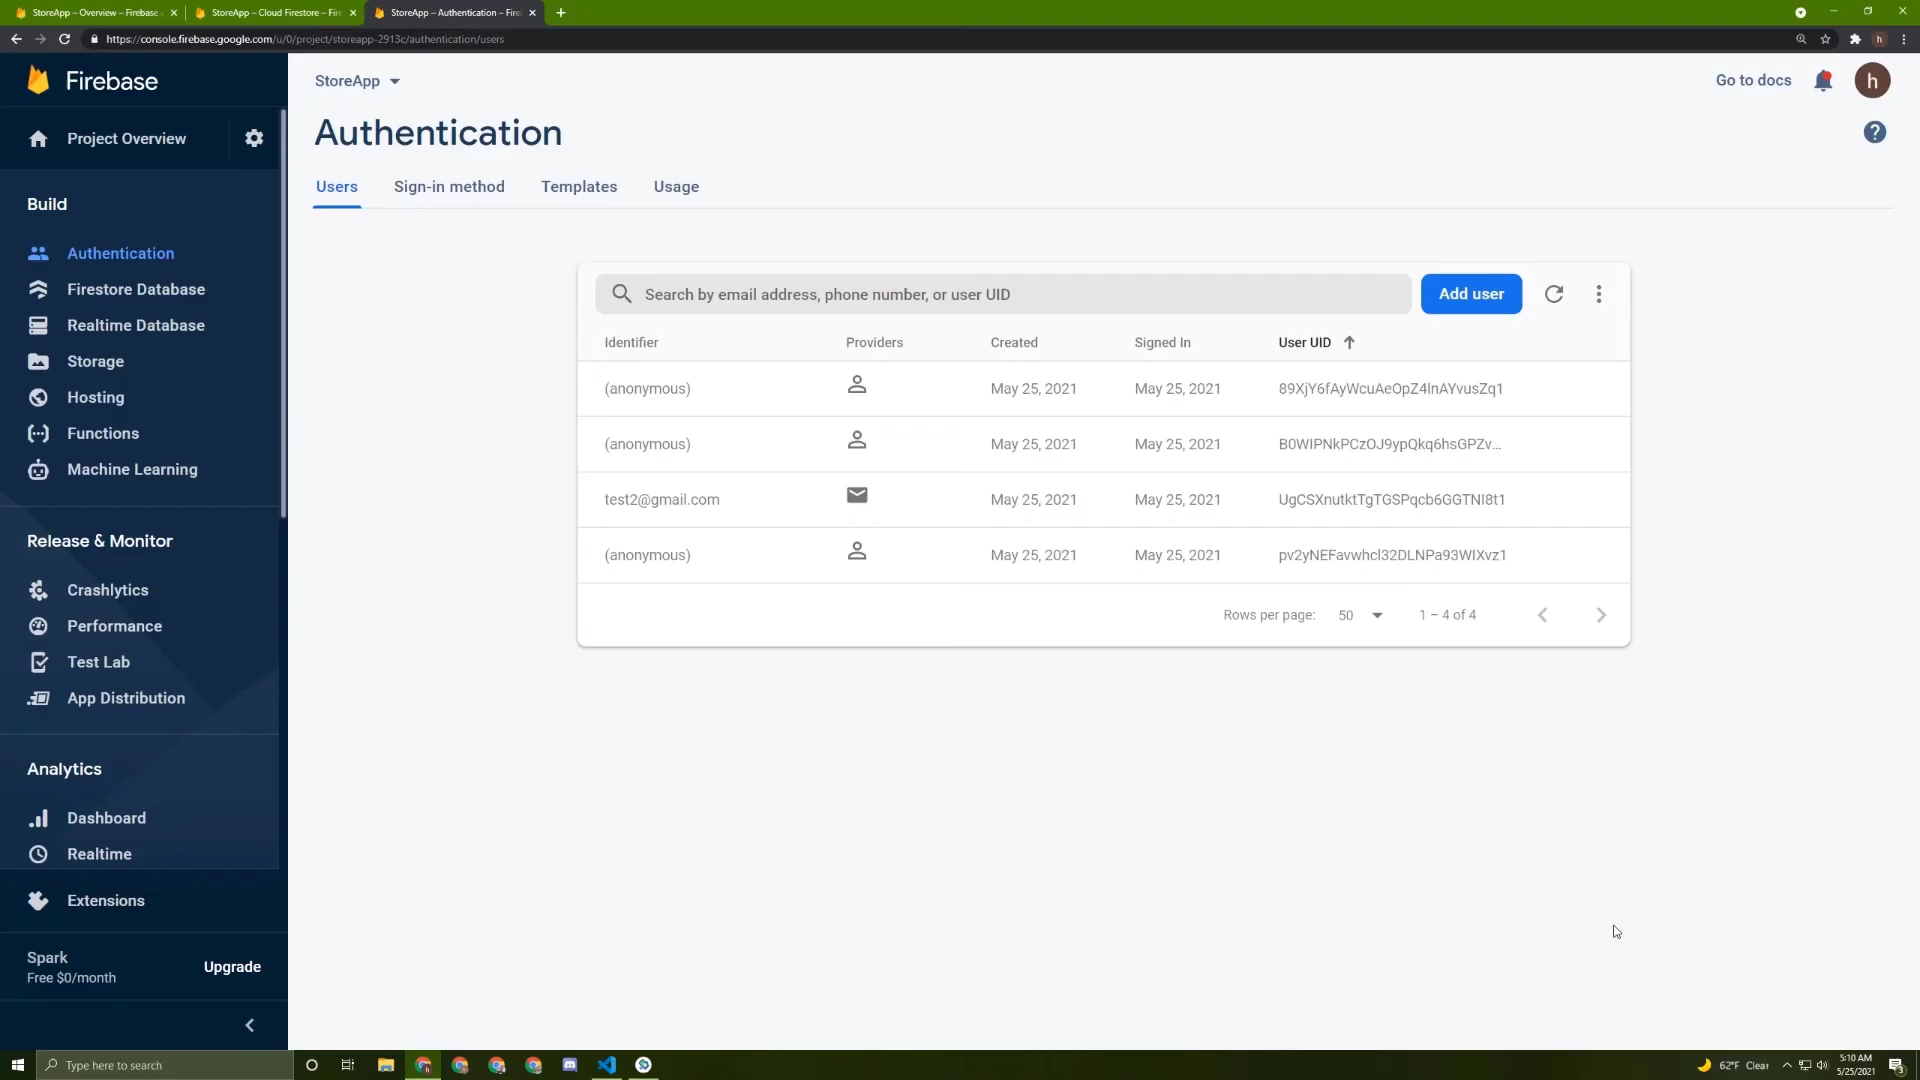 StoreApp – Overview – Firebase
StoreApp – Cloud Firestore – Fire
StoreApp – Authentication – Fire
https://console.firebase.google.com/u/0/project/storeapp-2913c/authentication/users
h
Firebase
StoreApp
Go to docs
h
Project Overview
Authentication
?
Users
Sign-in method
Templates
Usage
Build
Authentication
Firestore Database
Realtime Database
Storage
Hosting
Functions
Machine Learning
Release & Monitor
Crashlytics
Performance
Test Lab
App Distribution
Analytics
Dashboard
Realtime
Extensions
Spark
Free $0/month
Upgrade
Search by email address, phone number, or user UID
Add user
Identifier Providers Created Signed In User UID
(anonymous) May 25, 2021 May 25, 2021 89XjY6fAyWcuAeOpZ4lnAYvusZq1
(anonymous) May 25, 2021 May 25, 2021 B0WIPNkPCzOJ9ypQkq6hsGPZv...
test2@gmail.com May 25, 2021 May 25, 2021 UgCSXnutktTgTGSPqcb6GGTNI8t1
(anonymous) May 25, 2021 May 25, 2021 pv2yNEFavwhcl32DLNPa93WIXvz1
Rows per page: 50 1 – 4 of 4
Type here to search
62°F Clear
5:10 AM
5/25/2021
3